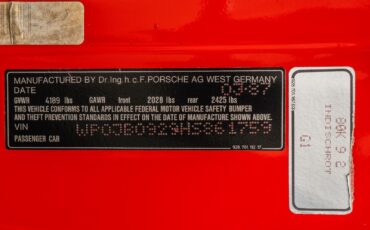 MANUFACTURED BY Dr.Ing.h.c.F.PORSCHE AG WEST GERMANY
DATE 03·87
GVWR 4189 lbs GAWR front 2028 lbs rear 2425 lbs
THIS VEHICLE CONFORMS TO ALL APPLICABLE FEDERAL MOTOR VEHICLE SAFETY BUMPER
AND THEFT PREVENTION STANDARDS IN EFFECT ON THE DATE OF MANUFACTURE SHOWN ABOVE
VIN WP0JB0929HS861759
PASSENGER CAR
80K 9 2
INDISCHROT
G1